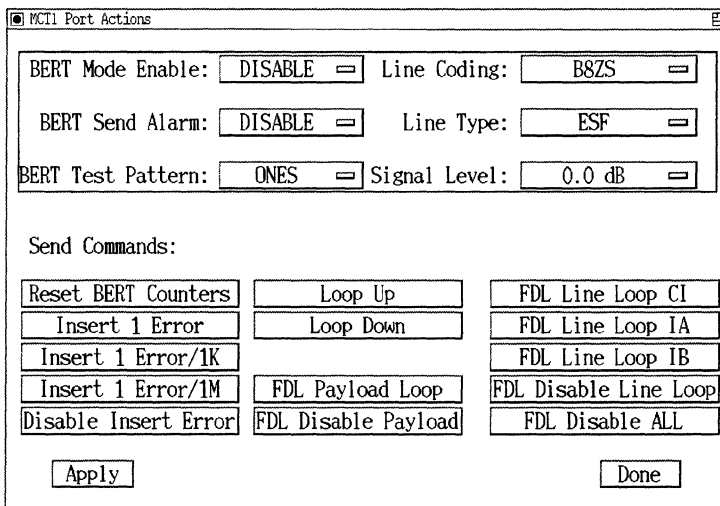 MCT1 Port Actions
BERT Mode Enable: DISABLE Line Coding: B8ZS
BERT Send Alarm: DISABLE Line Type: ESF
BERT Test Pattern: ONES Signal Level: 0.0 dB
Send Commands:
Reset BERT Counters Loop Up FDL Line Loop CI
Insert 1 Error Loop Down FDL Line Loop IA
Insert 1 Error/1K FDL Line Loop IB
Insert 1 Error/1M FDL Payload Loop FDL Disable Line Loop
Disable Insert Error FDL Disable Payload FDL Disable ALL
Apply Done